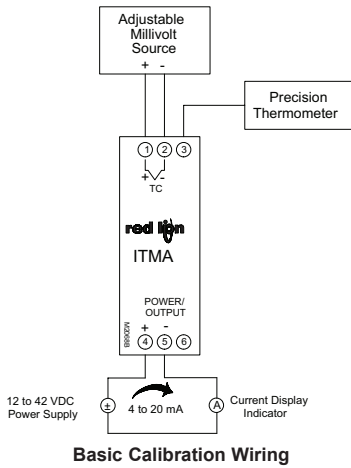 Adjustable
Millivolt
Source
+ -
Precision
Thermometer
1 2 3
+ -
TC
red lion
ITMA
POWER/
OUTPUT
+ -
4 5 6
12 to 42 VDC
Power Supply
±
4 to 20 mA
A
Current Display
Indicator
Basic Calibration Wiring